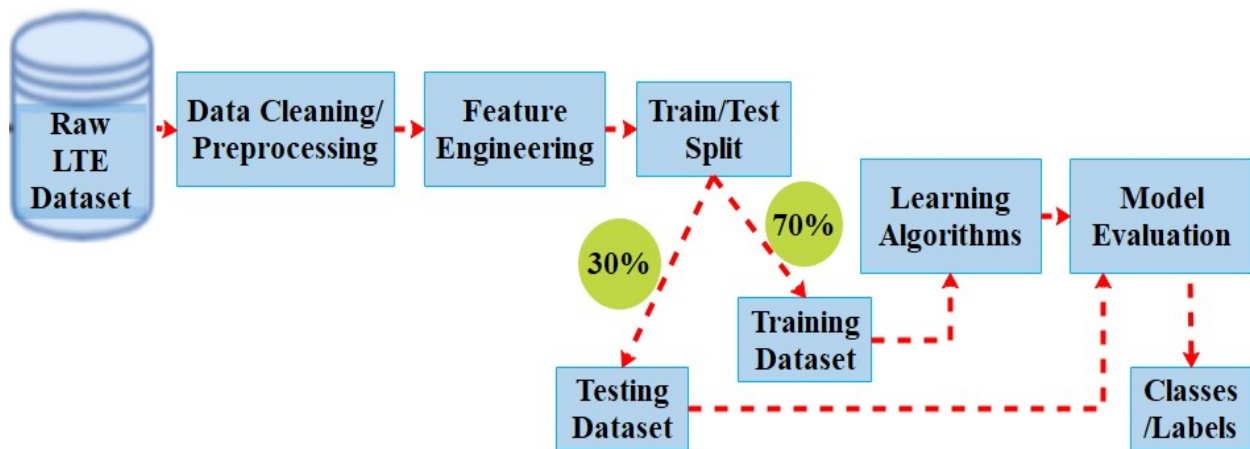 Raw
LTE
Dataset
Data Cleaning/
Preprocessing
Feature
Engineering
Train/Test
Split
30%
70%
Learning
Algorithms
Model
Evaluation
Training
Dataset
Testing
Dataset
Classes
/Labels